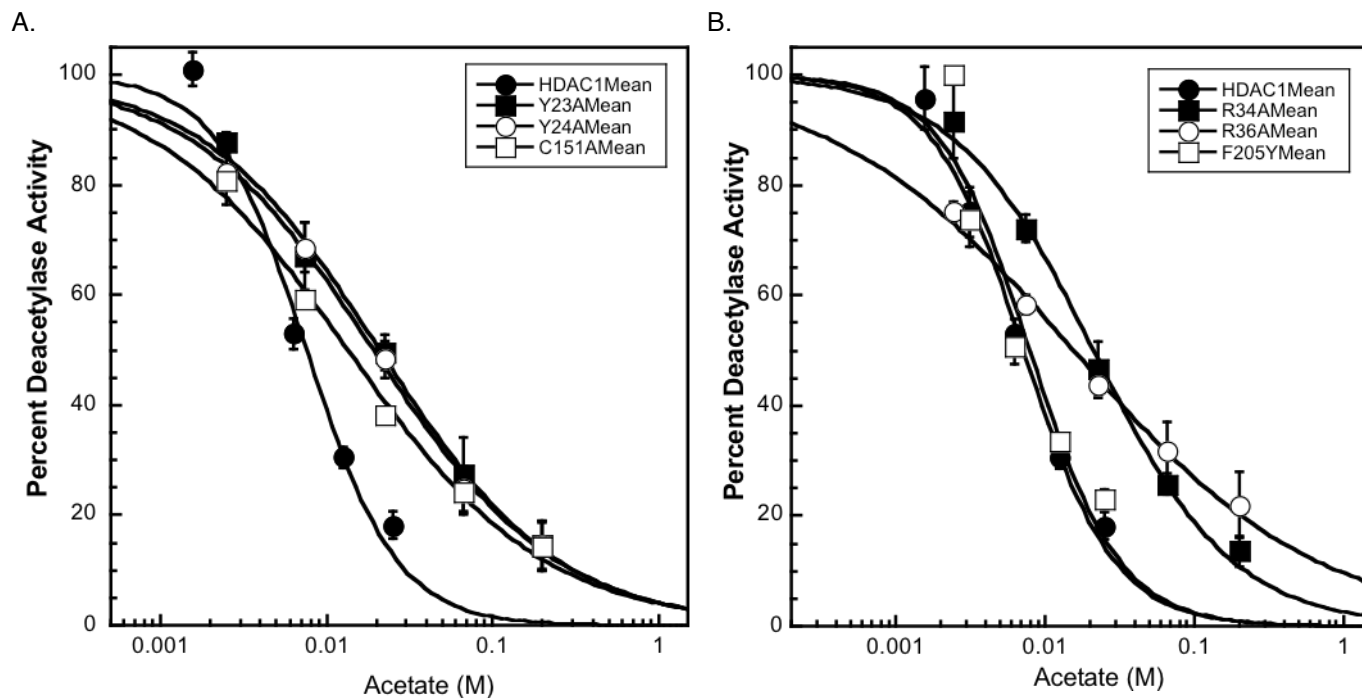 A.
B.
Percent Deacetylase Activity
100
80
60
40
20
0
HDAC1Mean
Y23AMean
Y24AMean
C151AMean
0.001
0.01
0.1
1
Acetate (M)
Percent Deacetylase Activity
100
80
60
40
20
0
HDAC1Mean
R34AMean
R36AMean
F205YMean
0.001
0.01
0.1
1
Acetate (M)